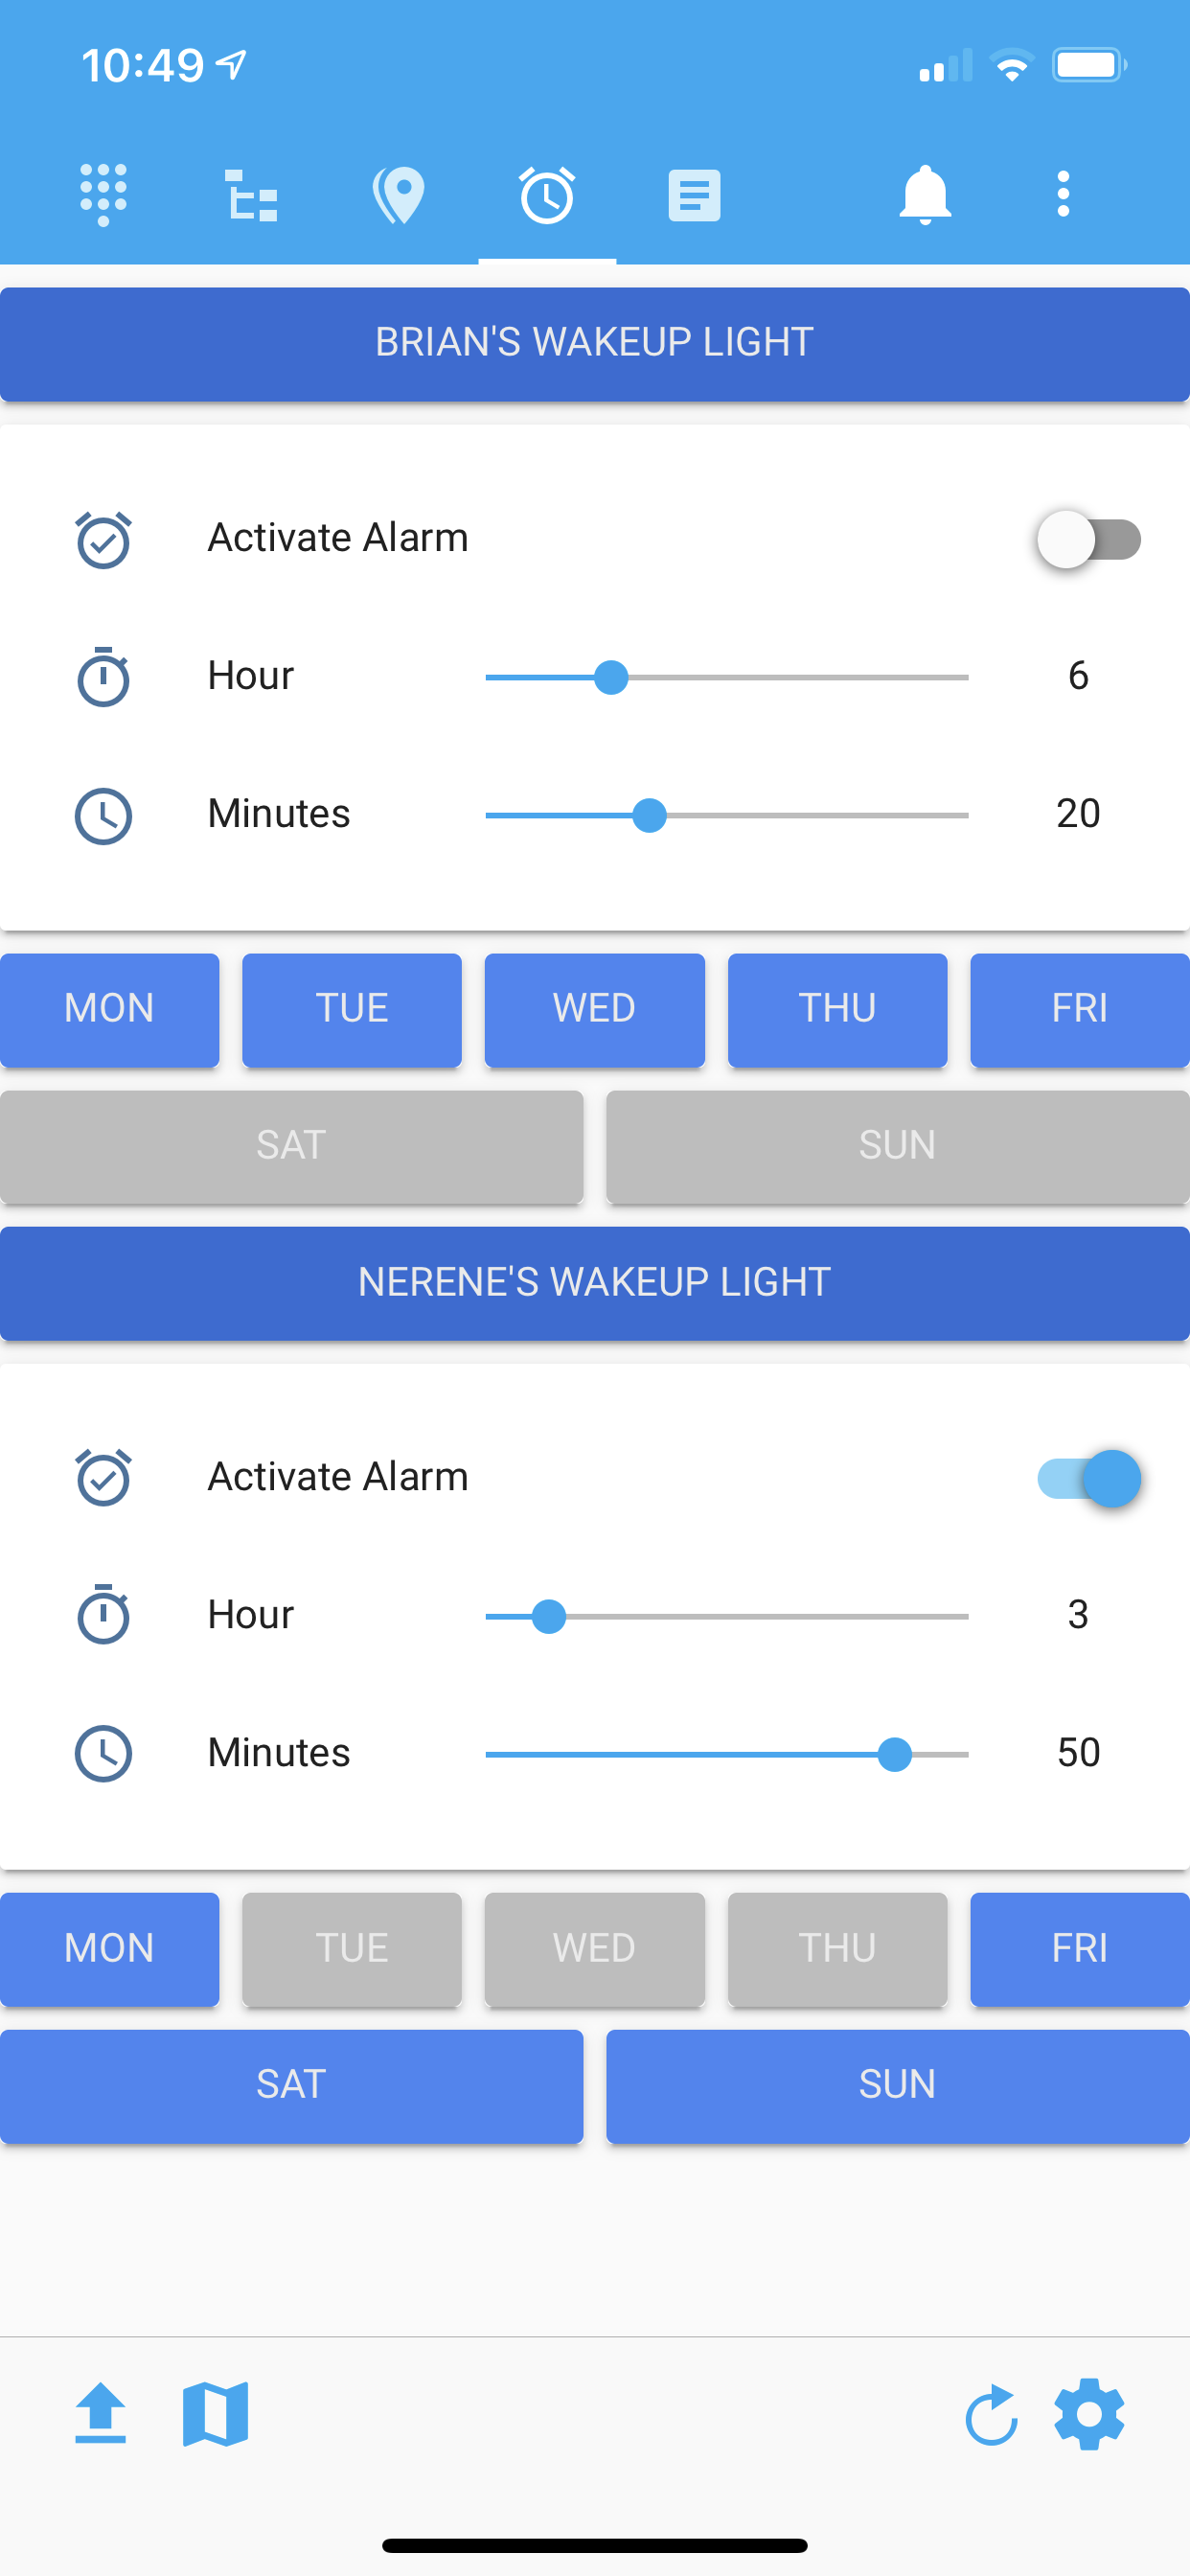 10:49
BRIAN'S WAKEUP LIGHT
Activate Alarm
Hour 6
Minutes 20
MON TUE WED THU FRI
SAT SUN
NERENE'S WAKEUP LIGHT
Activate Alarm
Hour 3
Minutes 50
MON TUE WED THU FRI
SAT SUN